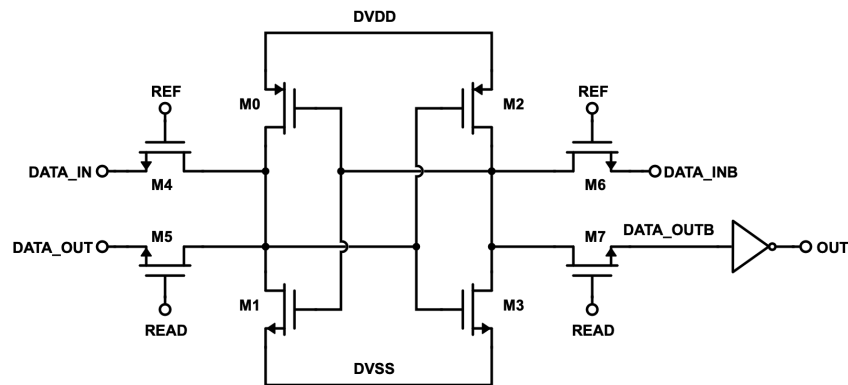 DVDD
REF
REF
M0
M2
DATA_IN
M4
M6
DATA_INB
DATA_OUT
M5
M7
DATA_OUTB
OUT
READ
M1
M3
READ
DVSS